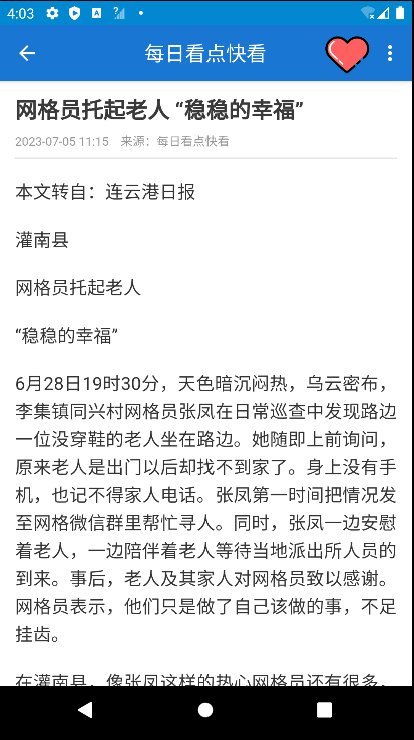 4:03
每日看点快看
网格员托起老人 “稳稳的幸福”
2023-07-05 11:15 来源：每日看点快看
本文转自：连云港日报
灌南县
网格员托起老人
“稳稳的幸福”
6月28日19时30分，天色暗沉闷热，乌云密布，
李集镇同兴村网格员张凤在日常巡查中发现路边
一位没穿鞋的老人坐在路边。她随即上前询问，
原来老人是出门以后却找不到家了。身上没有手
机，也记不得家人电话。张凤第一时间把情况发
至网格微信群里帮忙寻人。同时，张凤一边安慰
着老人，一边陪伴着老人等待当地派出所人员的
到来。事后，老人及其家人对网格员致以感谢。
网格员表示，他们只是做了自己该做的事，不足
挂齿。
在灌南县，像张凤这样的热心网格员还有很多，